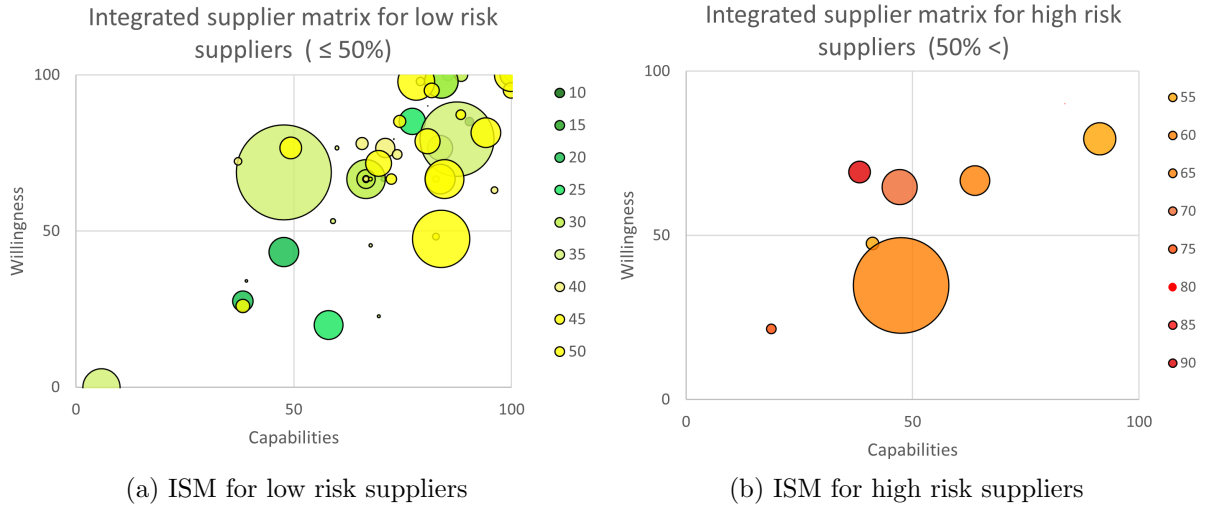 Integrated supplier matrix for low risk
suppliers ( ≤ 50%)
100
50
0
0
50
100
Willingness
Capabilities
10
15
20
25
30
35
40
45
50
(a) ISM for low risk suppliers
Integrated supplier matrix for high risk
suppliers (50% <)
100
50
0
0
50
100
Willingness
Capabilities
55
60
65
70
75
80
85
90
(b) ISM for high risk suppliers